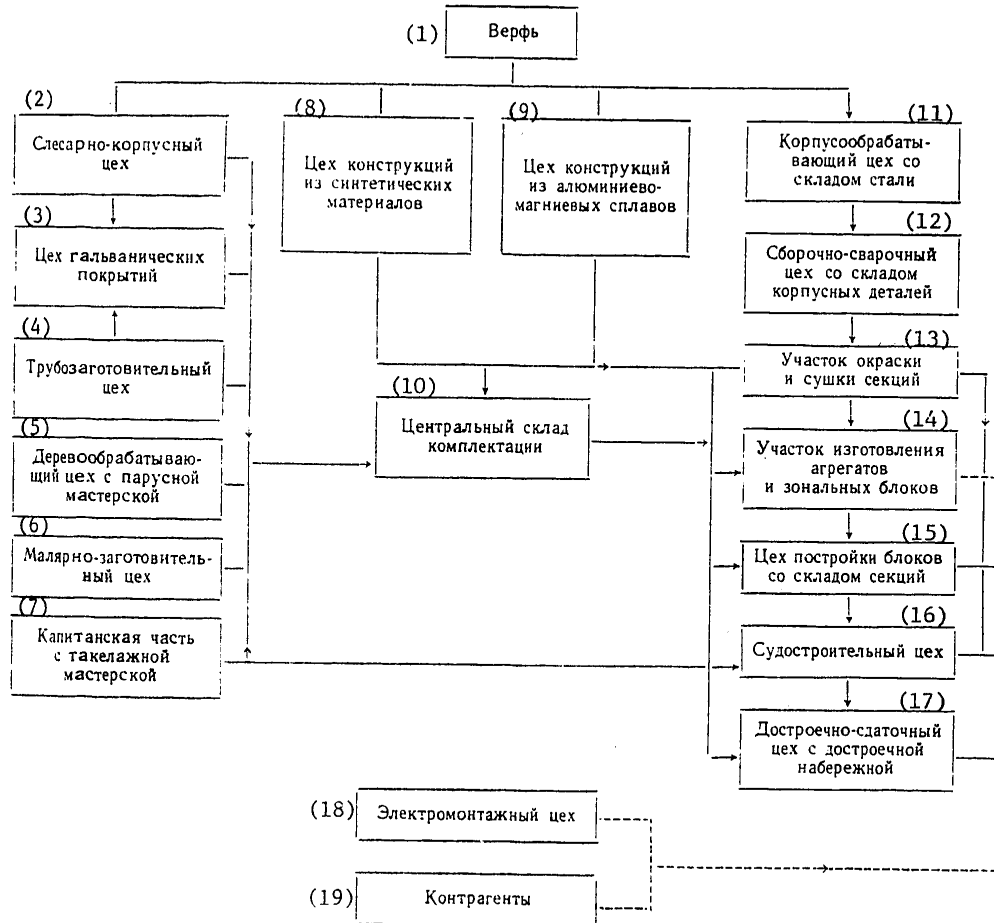 (1)
Верфь
(2)
Слесарно-корпусный
цех
(3)
Цех гальванических
покрытий
(4)
Трубозаготовительный
цех
(5)
Деревообрабатываю-
щий цех с парусной
мастерской
(6)
Малярно-заготовитель-
ный цех
(7)
Капитанская часть
с такелажной
мастерской
(8)
Цех конструкций
из синтетических
материалов
(9)
Цех конструкций
из алюминиево-
магниевых сплавов
(10)
Центральный склад
комплектации
(11)
Корпусообрабаты-
вающий цех со
складом стали
(12)
Сборочно-сварочный
цех со складом
корпусных деталей
(13)
Участок окраски
и сушки секций
(14)
Участок изготовления
агрегатов
и зональных блоков
(15)
Цех постройки блоков
со складом секций
(16)
Судостроительный цех
(17)
Достроечно-сдаточный
цех с достроечной
набережной
(18)
Электромонтажный цех
(19)
Контрагенты